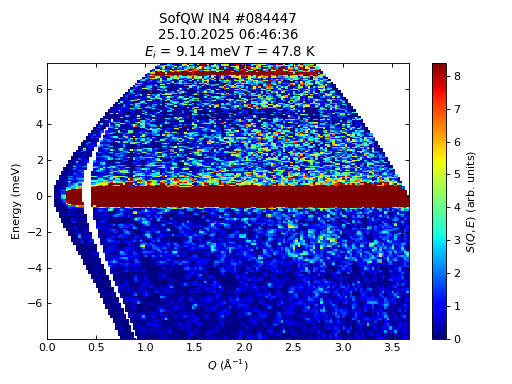 SofQW IN4 #084447
25.10.2025 06:46:36
E_i = 9.14 meV T = 47.8 K
Energy (meV)
6
4
2
0
−2
−4
−6
0.0 0.5 1.0 1.5 2.0 2.5 3.0 3.5
Q (Å⁻¹)
8
7
6
5
4
3
2
1
0
S(Q, E) (arb. units)